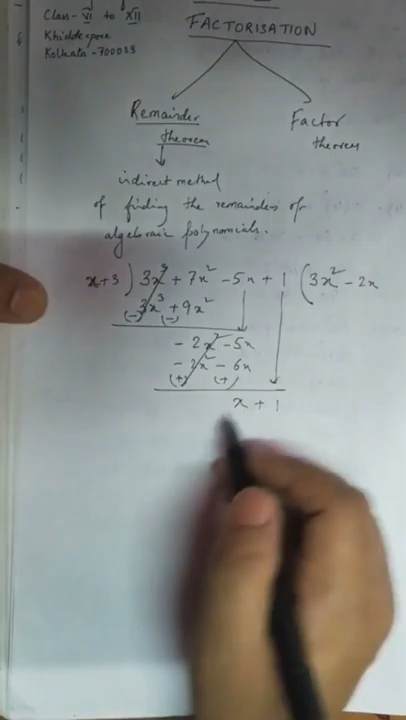 Class - VI to XII
Khidderpore
Kolkata - 700023
FACTORISATION
Remainder theorem
Factor theorem
indirect method
of finding the remainders of
algebraic polynomials.
x+3 ) 3x³ + 7x² - 5x + 1 ( 3x² - 2x
3x³ + 9x²
(-) (-)
- 2x² - 5x
- 2x² - 6x
(+) (+)
x + 1